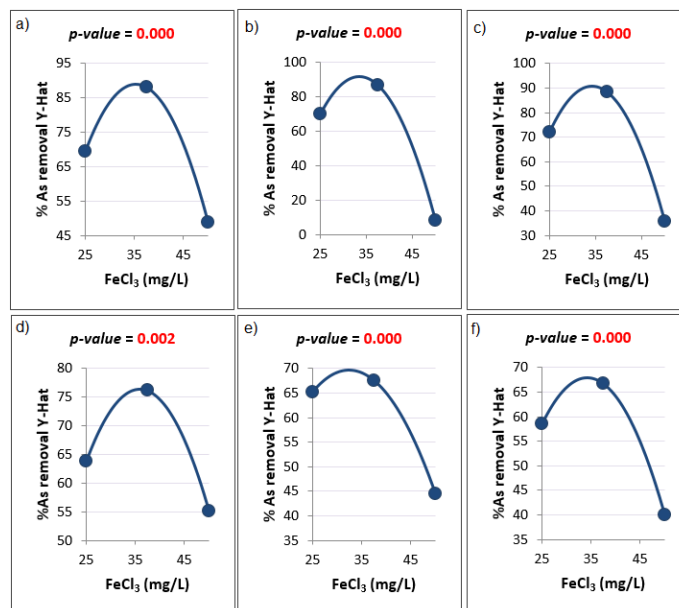 a)
p-value = 0.000
95
85
75
65
55
45
% As removal Y-Hat
25
35
45
FeCl₃ (mg/L)
b)
p-value = 0.000
100
80
60
40
20
0
% As removal Y-Hat
25
35
45
FeCl₃ (mg/L)
c)
p-value = 0.000
100
90
80
70
60
50
40
30
% As removal Y-Hat
25
35
45
FeCl₃ (mg/L)
d)
p-value = 0.002
80
75
70
65
60
55
50
%As removal Y-Hat
25
35
45
FeCl₃ (mg/L)
e)
p-value = 0.000
70
65
60
55
50
45
40
35
% As removal Y-Hat
25
35
45
FeCl₃ (mg/L)
f)
p-value = 0.000
70
65
60
55
50
45
40
35
%As removal Y-Hat
25
35
45
FeCl₃ (mg/L)